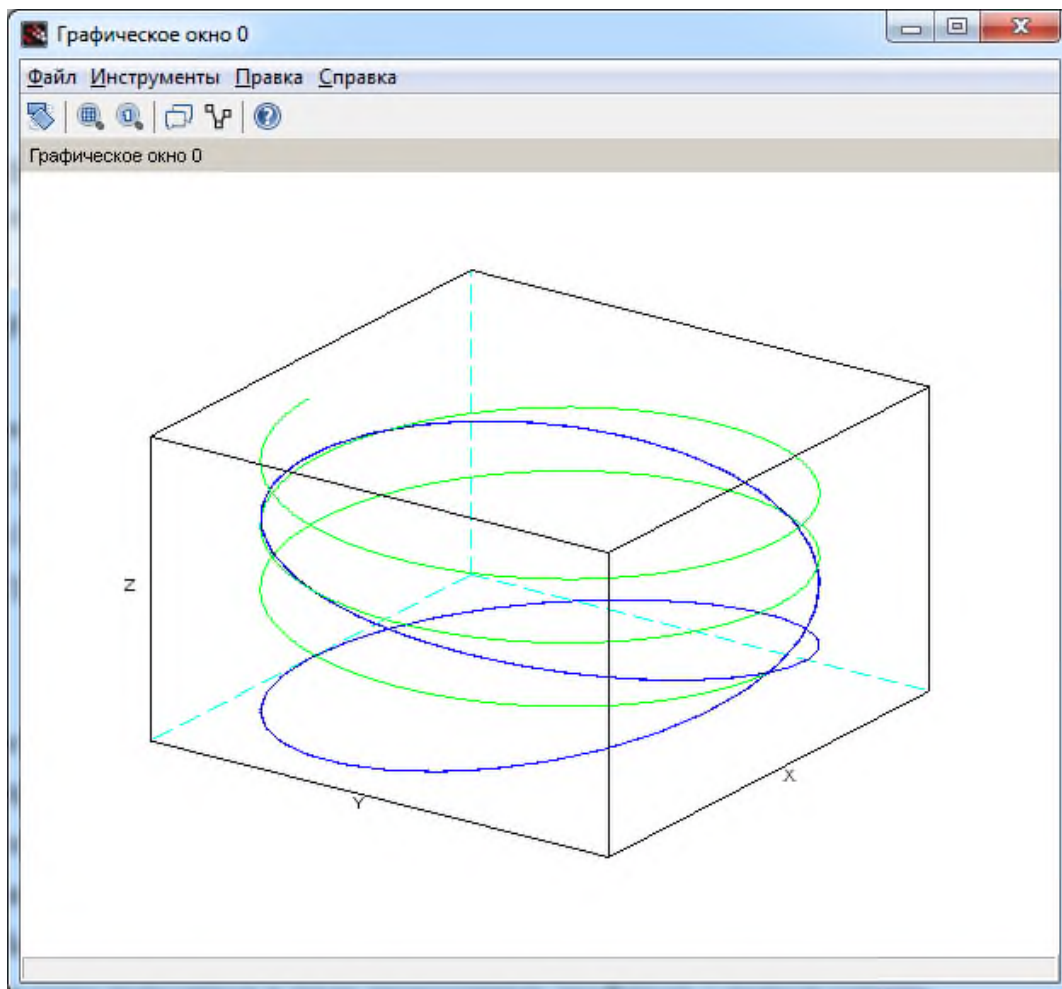 Графическое окно 0
Файл Инструменты Правка Справка
Графическое окно 0
Z
Y
X